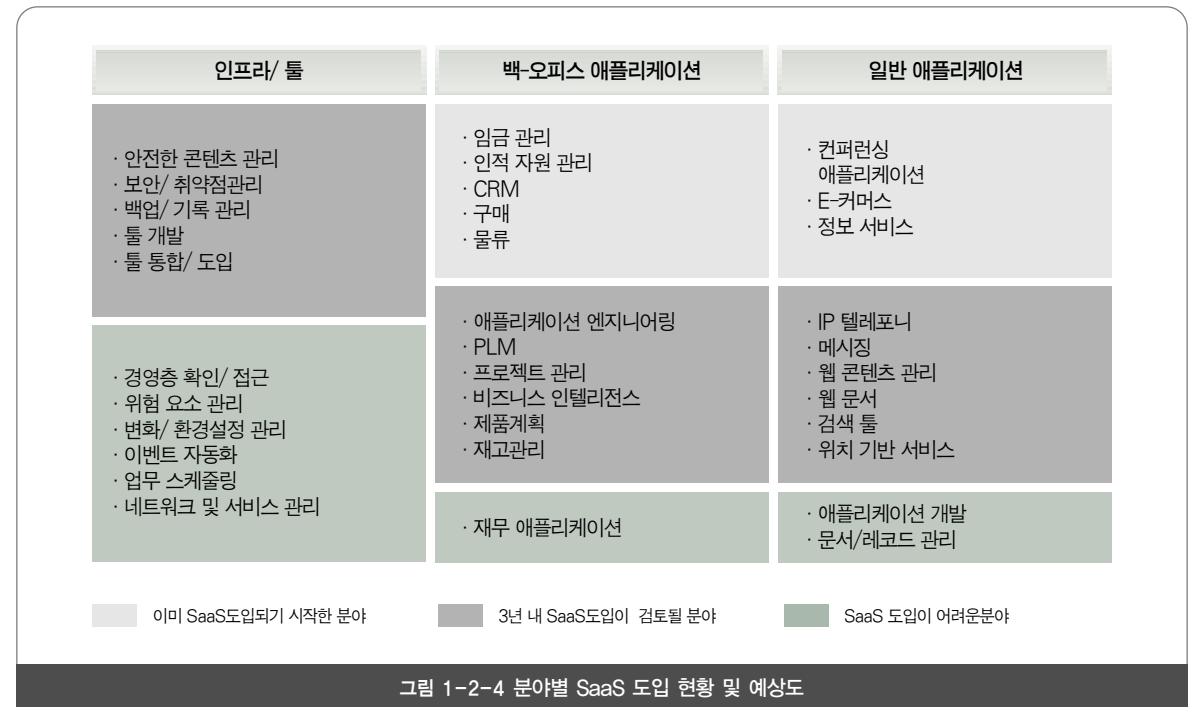 인프라/ 툴
· 안전한 콘텐츠 관리
· 보안/ 취약점관리
· 백업/ 기록 관리
· 툴 개발
· 툴 통합/ 도입
· 경영층 확인/ 접근
· 위험 요소 관리
· 변화/ 환경설정 관리
· 이벤트 자동화
· 업무 스케줄링
· 네트워크 및 서비스 관리
백-오피스 애플리케이션
· 임금 관리
· 인적 자원 관리
· CRM
· 구매
· 물류
· 애플리케이션 엔지니어링
· PLM
· 프로젝트 관리
· 비즈니스 인텔리전스
· 제품계획
· 재고관리
· 재무 애플리케이션
일반 애플리케이션
· 컨퍼런싱
애플리케이션
· E-커머스
· 정보 서비스
· IP 텔레포니
· 메시징
· 웹 콘텐츠 관리
· 웹 문서
· 검색 툴
· 위치 기반 서비스
· 애플리케이션 개발
· 문서/레코드 관리
이미 SaaS도입되기 시작한 분야
3년 내 SaaS도입이 검토될 분야
SaaS 도입이 어려운분야
그림 1-2-4 분야별 SaaS 도입 현황 및 예상도